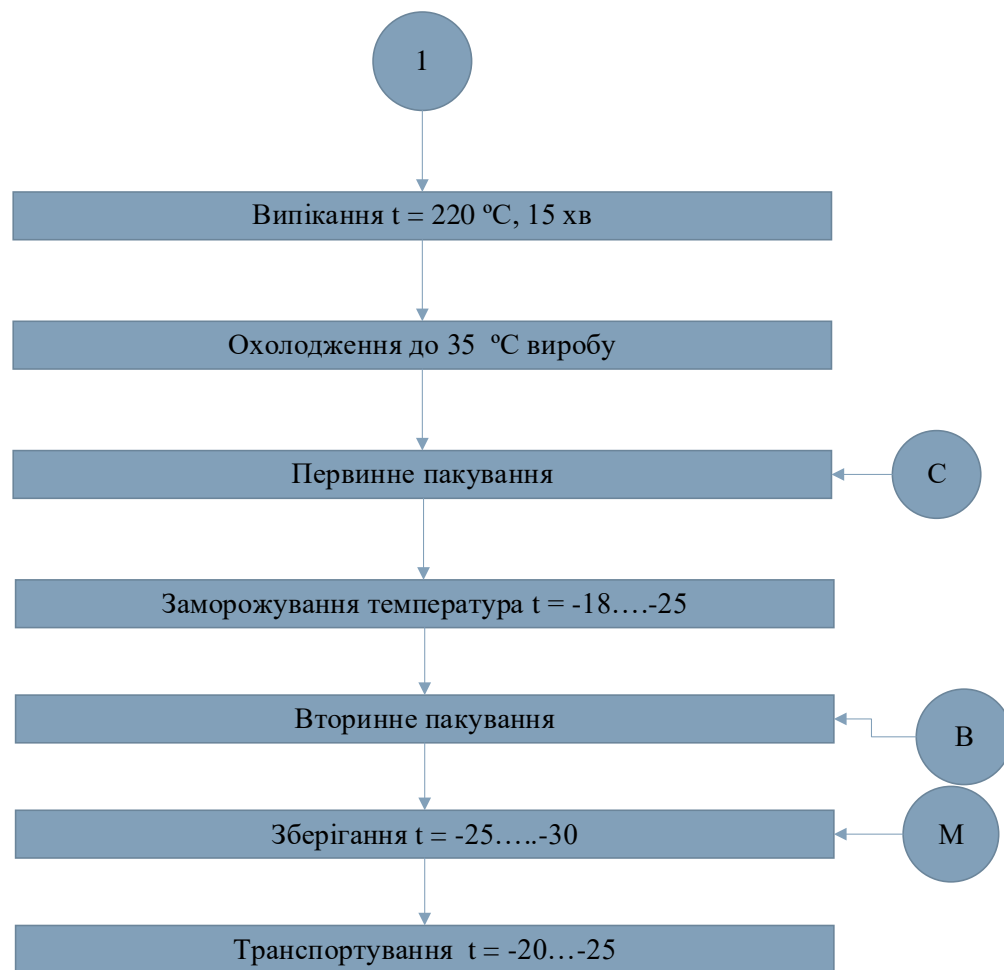 1
Випікання t = 220 ºС, 15 хв
Охолодження до 35  ºС виробу
Первинне пакування
С
Заморожування температура t = -18….-25
Вторинне пакування
В
Зберігання t = -25…..-30
М
Транспортування  t = -20…-25